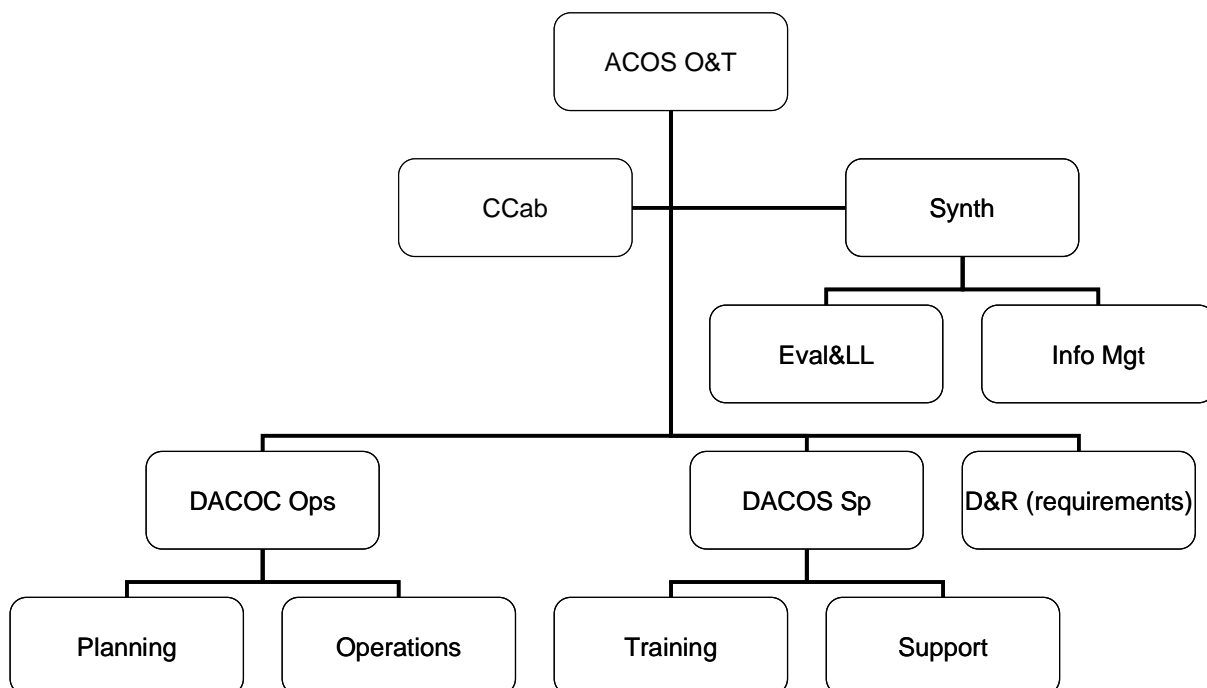 ACOS O&T
CCab
Synth
Eval&LL
Info Mgt
DACOC Ops
DACOS Sp
D&R (requirements)
Planning
Operations
Training
Support